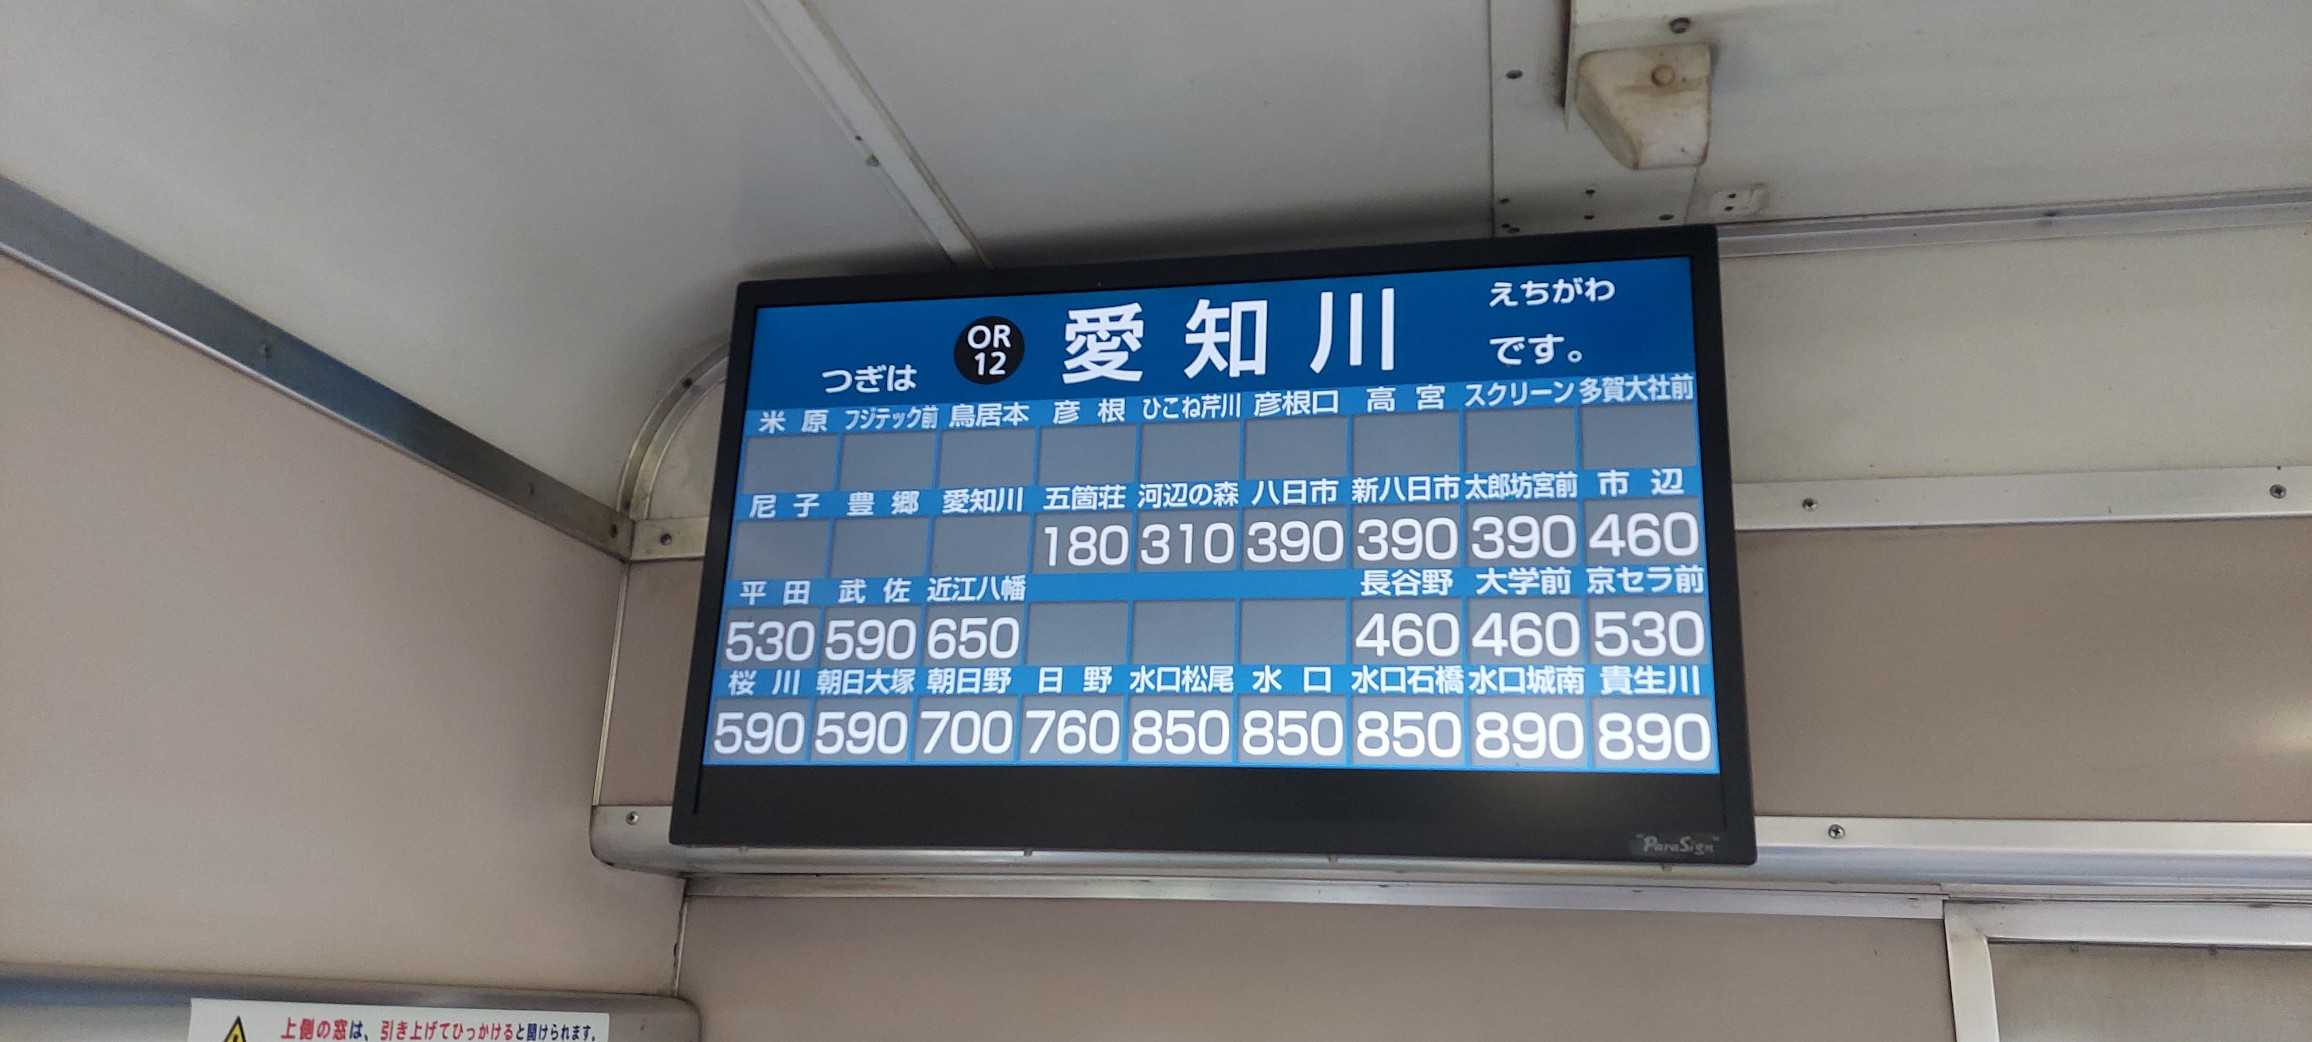 つぎは OR 12 愛知川 えちがわ です。
米原 フジテック前 鳥居本 彦根 ひこね芹川 彦根口 高宮 スクリーン 多賀大社前
尼子 豊郷 愛知川 五箇荘 河辺の森 八日市 新八日市 太郎坊宮前 市辺
180 310 390 390 390 460
平田 武佐 近江八幡 長谷野 大学前 京セラ前
530 590 650 460 460 530
桜川 朝日大塚 朝日野 日野 水口松尾 水口 水口石橋 水口城南 貴生川
590 590 700 760 850 850 850 890 890
ParaSign
上側の窓は、引き上げてひっかけると開けられます。